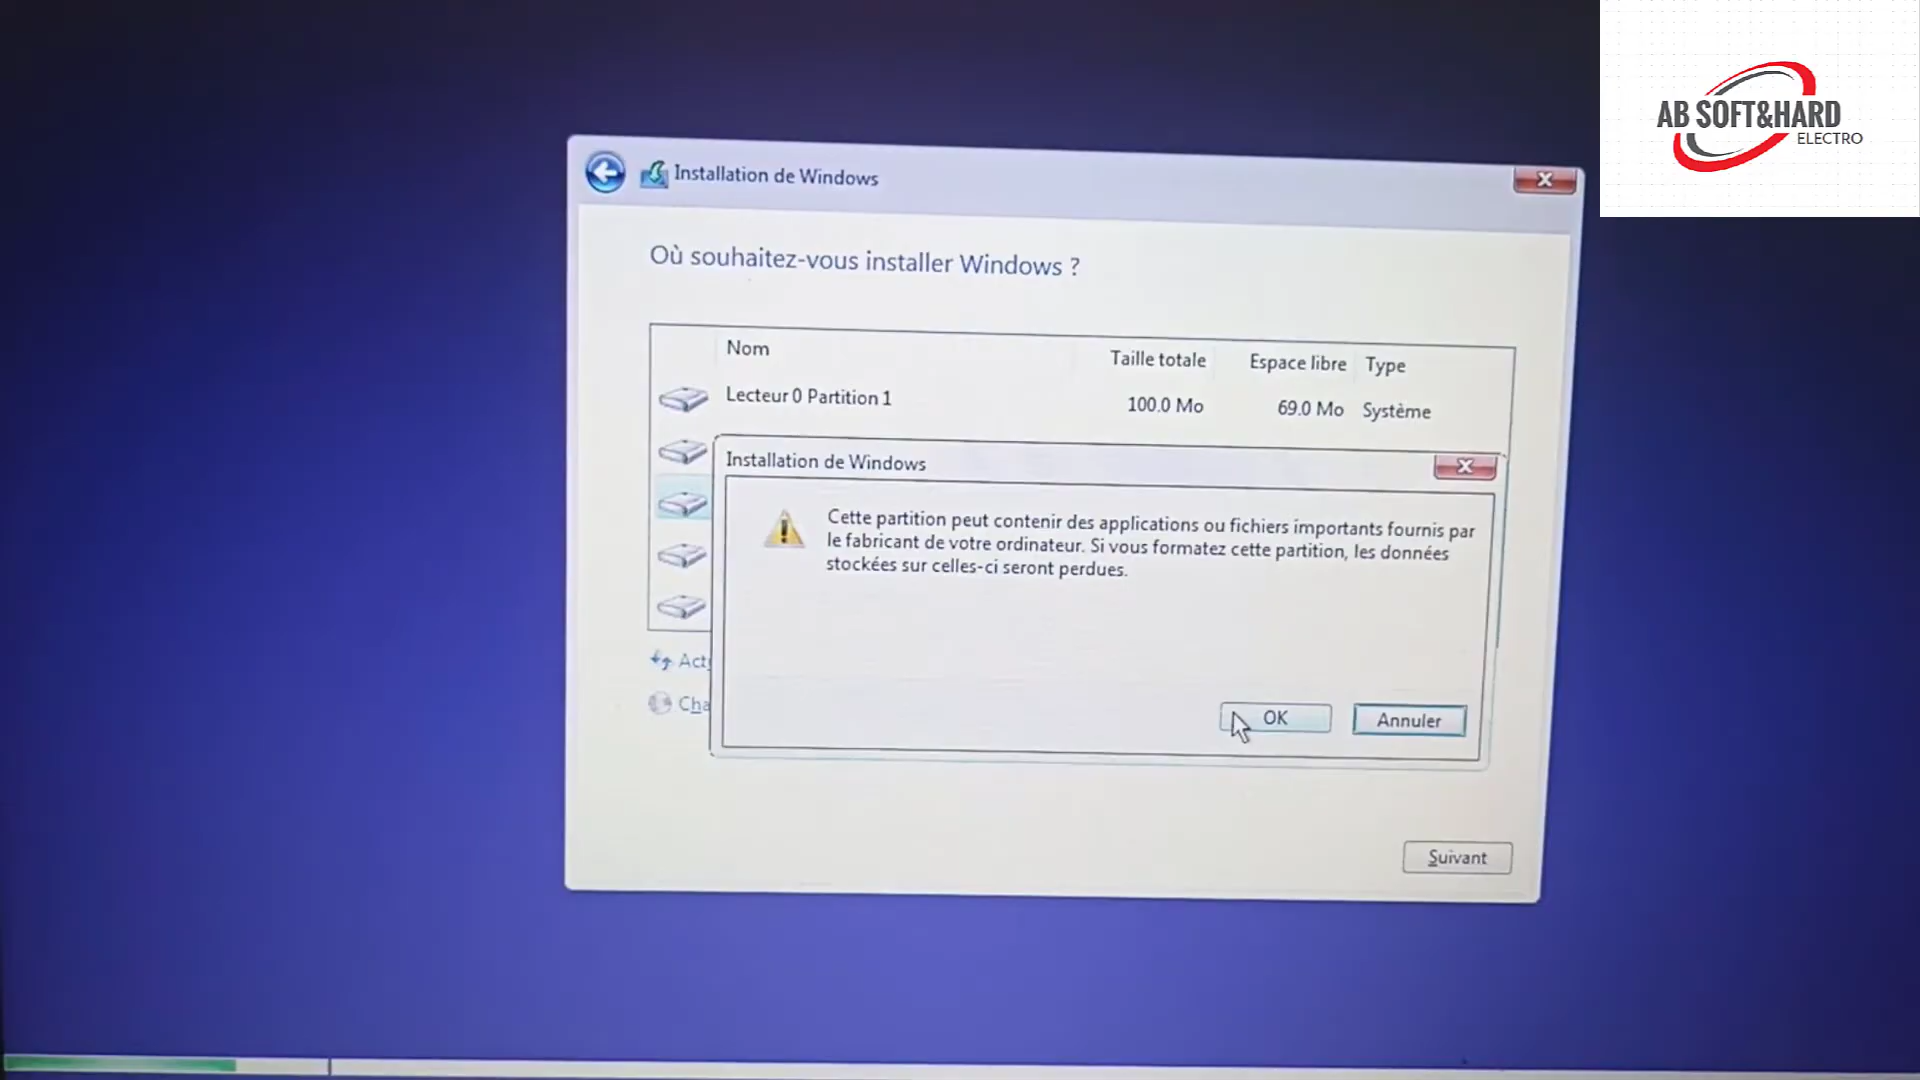 AB SOFT&HARD
ELECTRO
Installation de Windows
Où souhaitez-vous installer Windows ?
Nom Taille totale Espace libre Type
Lecteur 0 Partition 1 100.0 Mo 69.0 Mo Système
Installation de Windows
Cette partition peut contenir des applications ou fichiers importants fournis par
le fabricant de votre ordinateur. Si vous formatez cette partition, les données
stockées sur celles-ci seront perdues.
Act
Cha
OK Annuler
Suivant